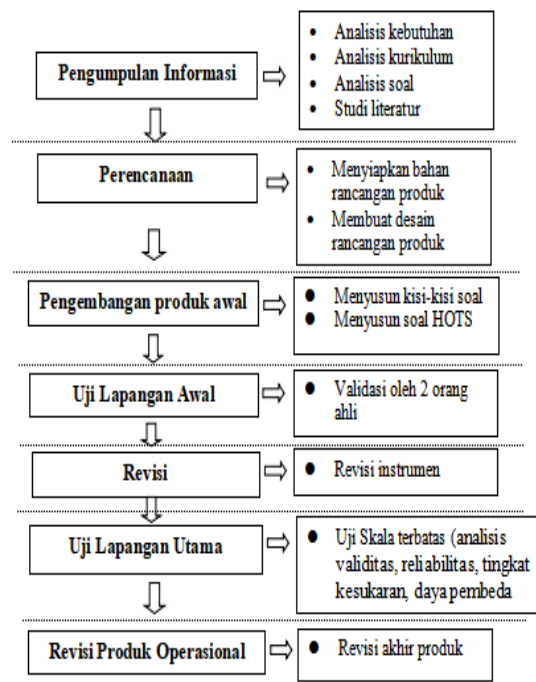 Pengumpulan Informasi
• Analisis kebutuhan
• Analisis kurikulum
• Analisis soal
• Studi literatur
Perencanaan
• Menyiapkan bahan
rancangan produk
• Membuat desain
rancangan produk
Pengembangan produk awal
● Menyusun kisi-kisi soal
● Menyusun soal HOTS
Uji Lapangan Awal
● Validasi oleh 2 orang
ahli
Revisi
● Revisi instrumen
Uji Lapangan Utama
● Uji Skala terbatas (analisis
validitas, reliabilitas, tingkat
kesukaran, daya pembeda
Revisi Produk Operasional
● Revisi akhir produk